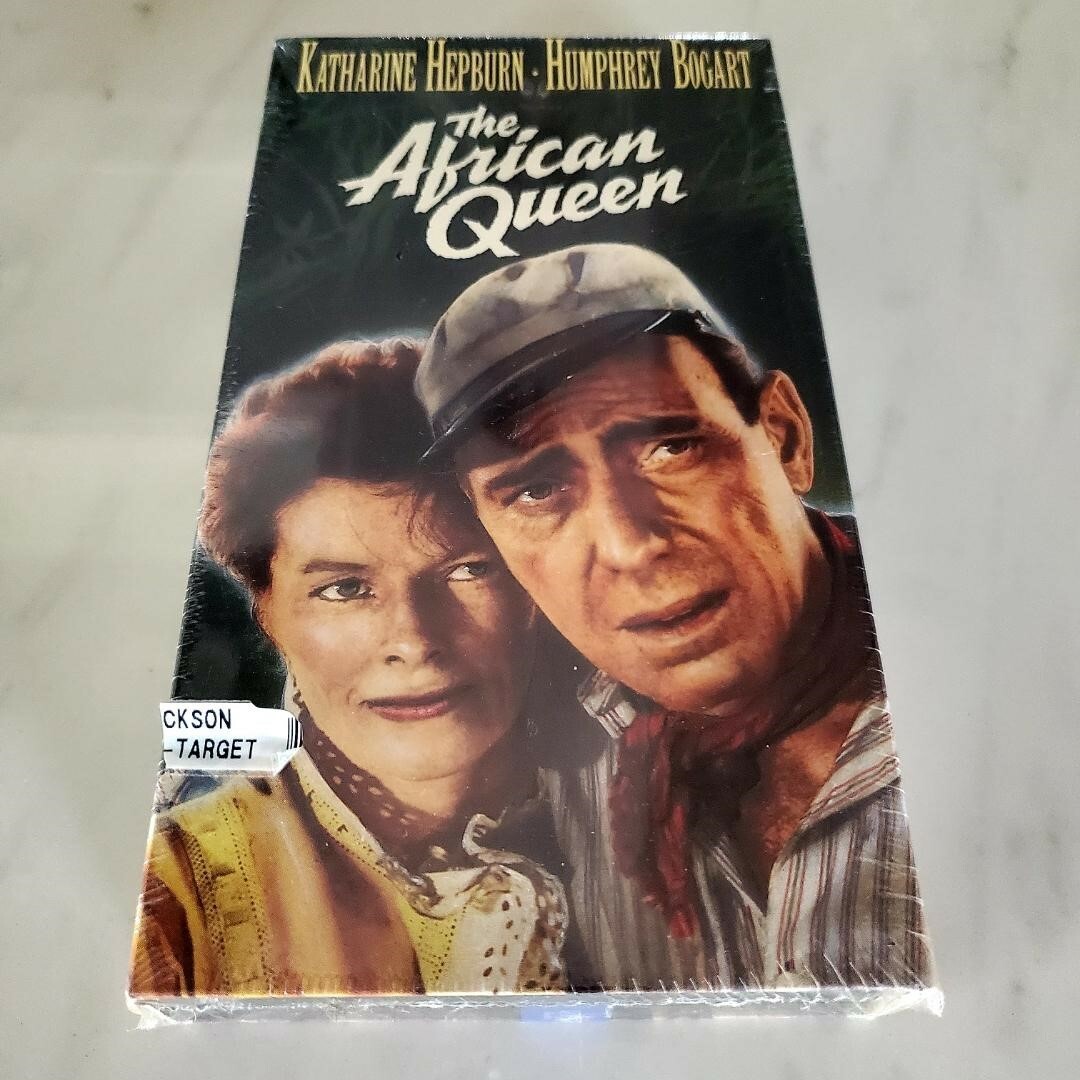 KATHARINE HEPBURN · HUMPHREY BOGART
The
African
Queen
CKSON
-TARGET